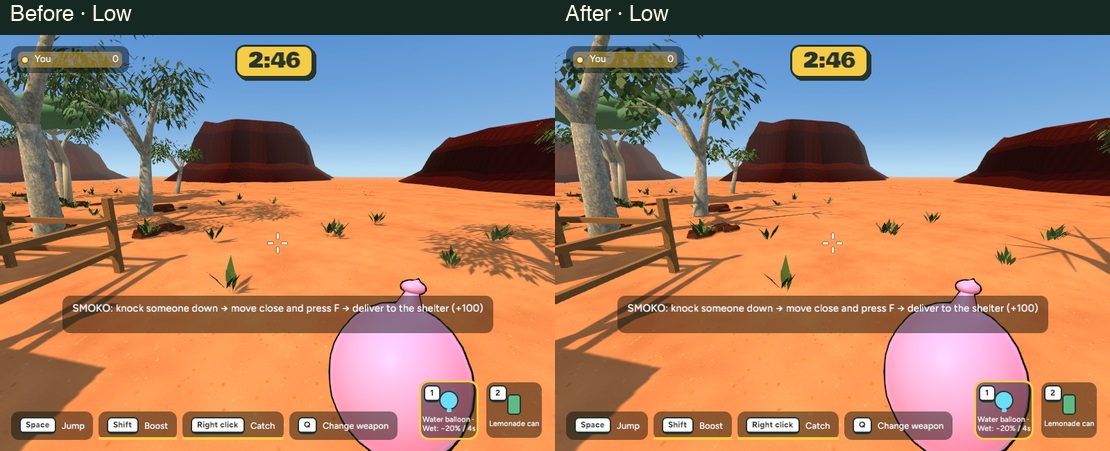 Before · Low
You 0
2:46
SMOKO: knock someone down → move close and press F → deliver to the shelter (+100)
1
Water balloon ·
Wet: −20% / 4s
2
Lemonade can
Space Jump
Shift Boost
Right click Catch
Q Change weapon
After · Low
You 0
2:46
SMOKO: knock someone down → move close and press F → deliver to the shelter (+100)
1
Water balloon ·
Wet: −20% / 4s
2
Lemonade can
Space Jump
Shift Boost
Right click Catch
Q Change weapon